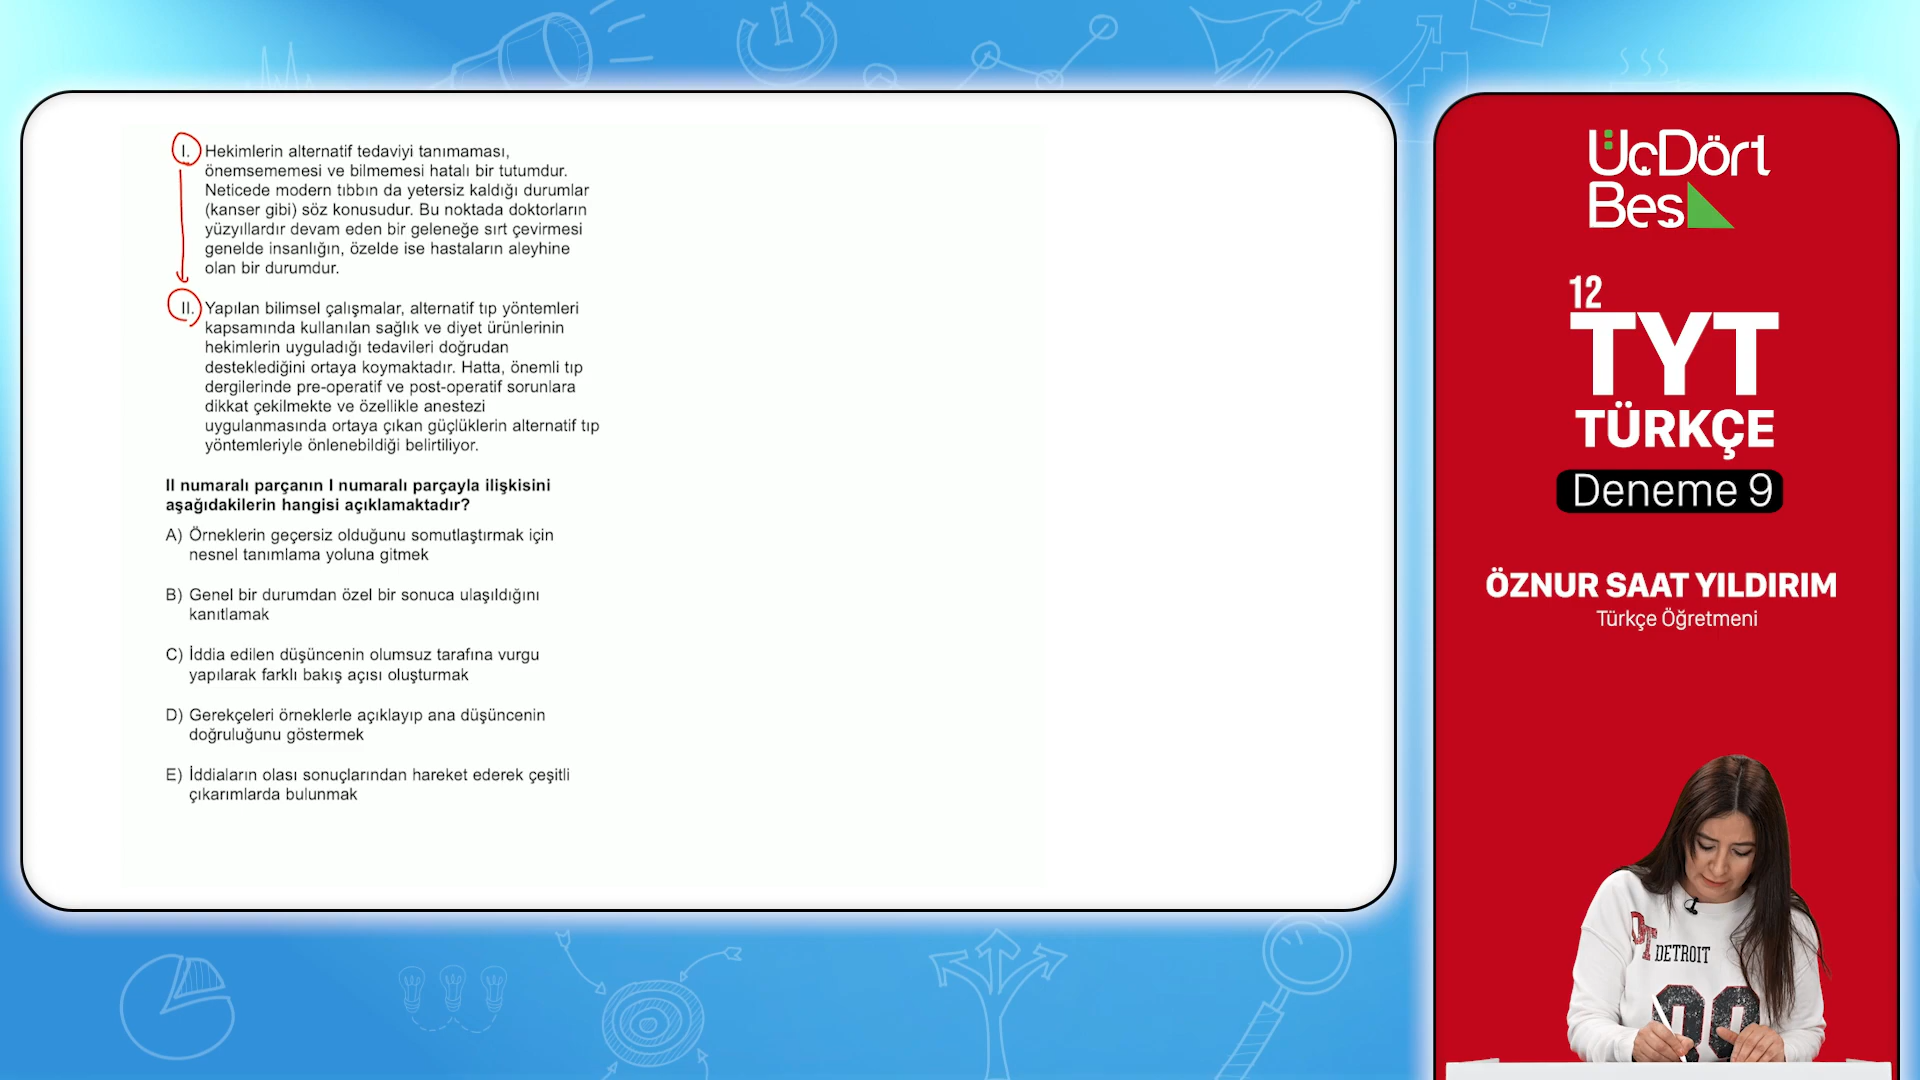 I. Hekimlerin alternatif tedaviyi tanımaması,
önemsememesi ve bilmemesi hatalı bir tutumdur.
Neticede modern tıbbın da yetersiz kaldığı durumlar
(kanser gibi) söz konusudur. Bu noktada doktorların
yüzyıllardır devam eden bir geleneğe sırt çevirmesi
genelde insanlığın, özelde ise hastaların aleyhine
olan bir durumdur.
II. Yapılan bilimsel çalışmalar, alternatif tıp yöntemleri
kapsamında kullanılan sağlık ve diyet ürünlerinin
hekimlerin uyguladığı tedavileri doğrudan
desteklediğini ortaya koymaktadır. Hatta, önemli tıp
dergilerinde pre-operatif ve post-operatif sorunlara
dikkat çekilmekte ve özellikle anestezi
uygulanmasında ortaya çıkan güçlüklerin alternatif tıp
yöntemleriyle önlenebildiği belirtiliyor.
II numaralı parçanın I numaralı parçayla ilişkisini
aşağıdakilerin hangisi açıklamaktadır?
A) Örneklerin geçersiz olduğunu somutlaştırmak için
nesnel tanımlama yoluna gitmek
B) Genel bir durumdan özel bir sonuca ulaşıldığını
kanıtlamak
C) İddia edilen düşüncenin olumsuz tarafına vurgu
yapılarak farklı bakış açısı oluşturmak
D) Gerekçeleri örneklerle açıklayıp ana düşüncenin
doğruluğunu göstermek
E) İddiaların olası sonuçlarından hareket ederek çeşitli
çıkarımlarda bulunmak
ÜçDört
Beş
12
TYT
TÜRKÇE
Deneme 9
ÖZNUR SAAT YILDIRIM
Türkçe Öğretmeni
DETROIT